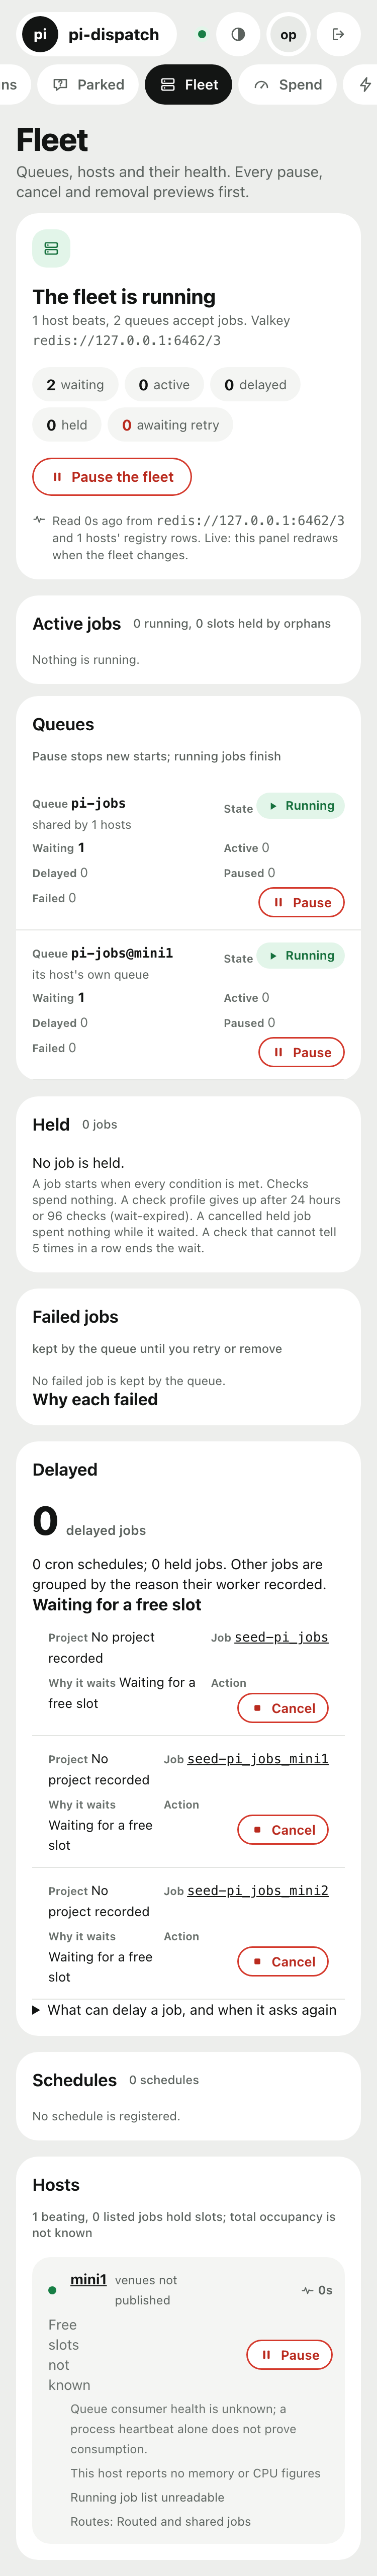 pi pi-dispatch op
ns Parked Fleet Spend
Fleet
Queues, hosts and their health. Every pause,
cancel and removal previews first.
The fleet is running
1 host beats, 2 queues accept jobs. Valkey
redis://127.0.0.1:6462/3
2 waiting 0 active 0 delayed
0 held 0 awaiting retry
Pause the fleet
Read 0s ago from redis://127.0.0.1:6462/3
and 1 hosts' registry rows. Live: this panel redraws
when the fleet changes.
Active jobs 0 running, 0 slots held by orphans
Nothing is running.
Queues
Pause stops new starts; running jobs finish
Queue pi-jobs State Running
shared by 1 hosts
Waiting 1 Active 0
Delayed 0 Paused 0
Failed 0 Pause
Queue pi-jobs@mini1 State Running
its host's own queue
Waiting 1 Active 0
Delayed 0 Paused 0
Failed 0 Pause
Held 0 jobs
No job is held.
A job starts when every condition is met. Checks
spend nothing. A check profile gives up after 24 hours
or 96 checks (wait-expired). A cancelled held job
spent nothing while it waited. A check that cannot tell
5 times in a row ends the wait.
Failed jobs
kept by the queue until you retry or remove
No failed job is kept by the queue.
Why each failed
Delayed
0 delayed jobs
0 cron schedules; 0 held jobs. Other jobs are
grouped by the reason their worker recorded.
Waiting for a free slot
Project No project Job seed-pi_jobs
recorded
Why it waits Waiting for a Action
free slot Cancel
Project No Job seed-pi_jobs_mini1
project recorded
Why it waits Action
Waiting for a free Cancel
slot
Project No Job seed-pi_jobs_mini2
project recorded
Why it waits Action
Waiting for a free Cancel
slot
What can delay a job, and when it asks again
Schedules 0 schedules
No schedule is registered.
Hosts
1 beating, 0 listed jobs hold slots; total occupancy is
not known
mini1 venues not 0s
published
Free
slots
not
known
Pause
Queue consumer health is unknown; a
process heartbeat alone does not prove
consumption.
This host reports no memory or CPU figures
Running job list unreadable
Routes: Routed and shared jobs